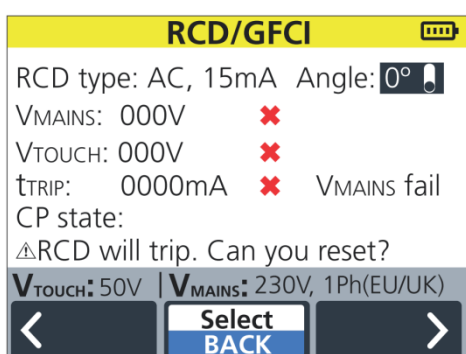 RCD/GFCI
RCD type: AC, 15mA Angle: 0°
VMAINS: 000V ✖
VTOUCH: 000V ✖
tTRIP: 0000mA ✖ VMAINS fail
CP state:
⚠RCD will trip. Can you reset?
VTOUCH: 50V | VMAINS: 230V, 1Ph(EU/UK)
< Select >
BACK